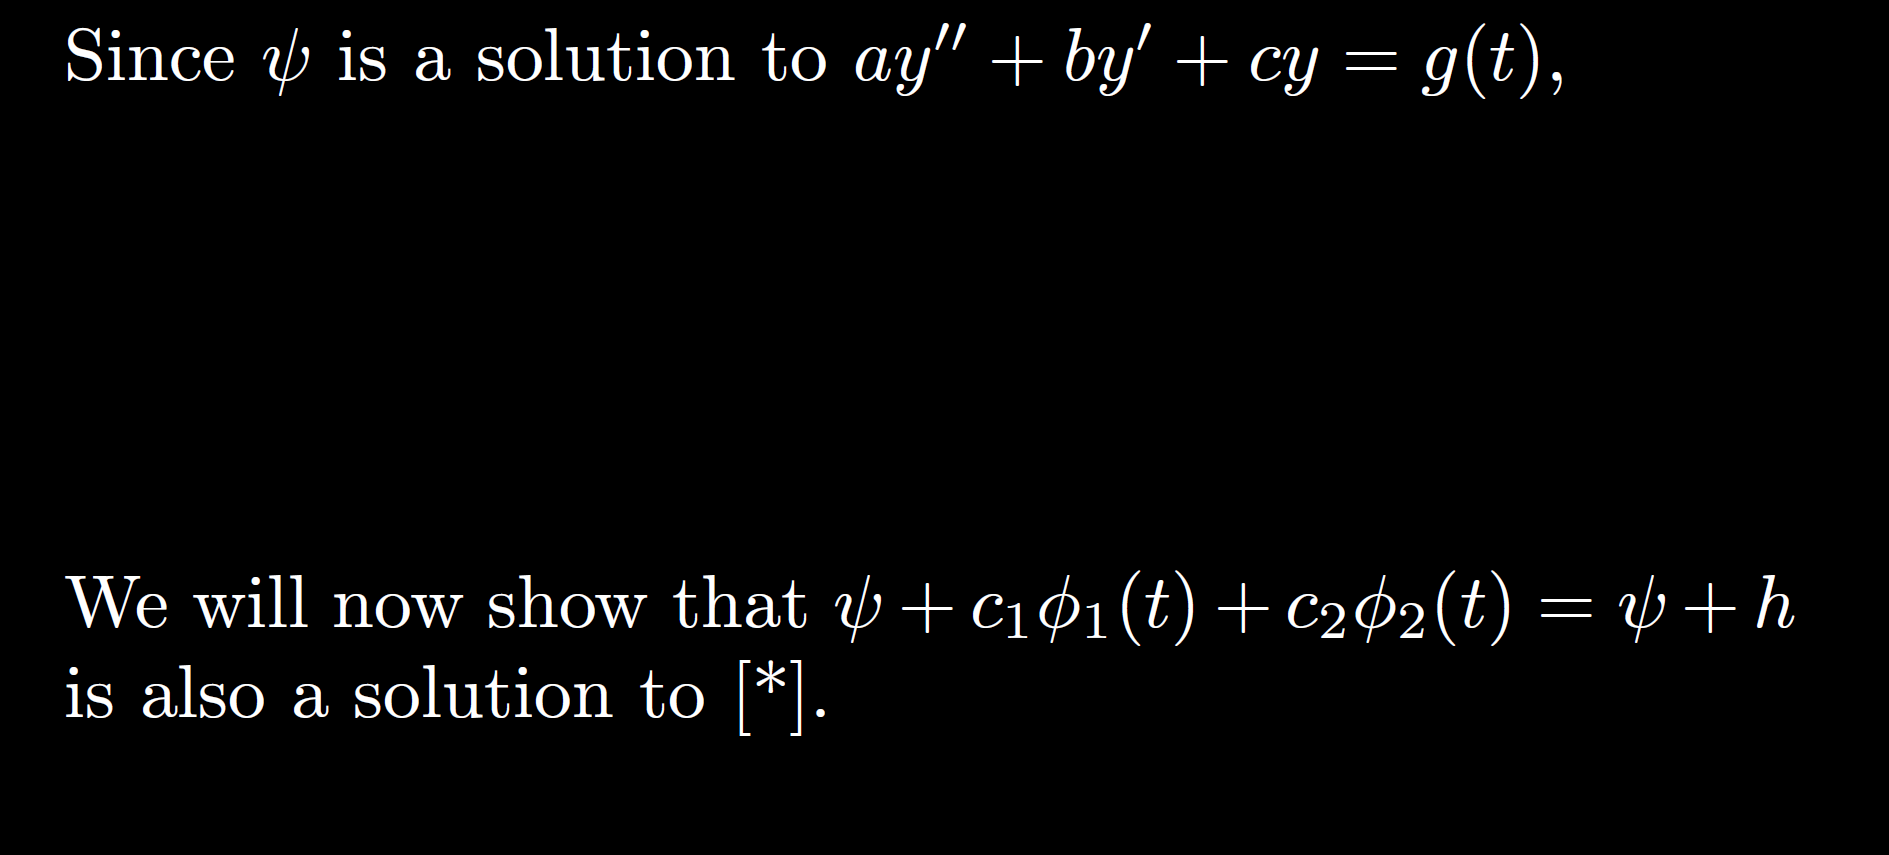 Since ψ is a solution to ay″ + by′ + cy = g(t),
We will now show that ψ + c₁ϕ₁(t) + c₂ϕ₂(t) = ψ + h
is also a solution to [*].